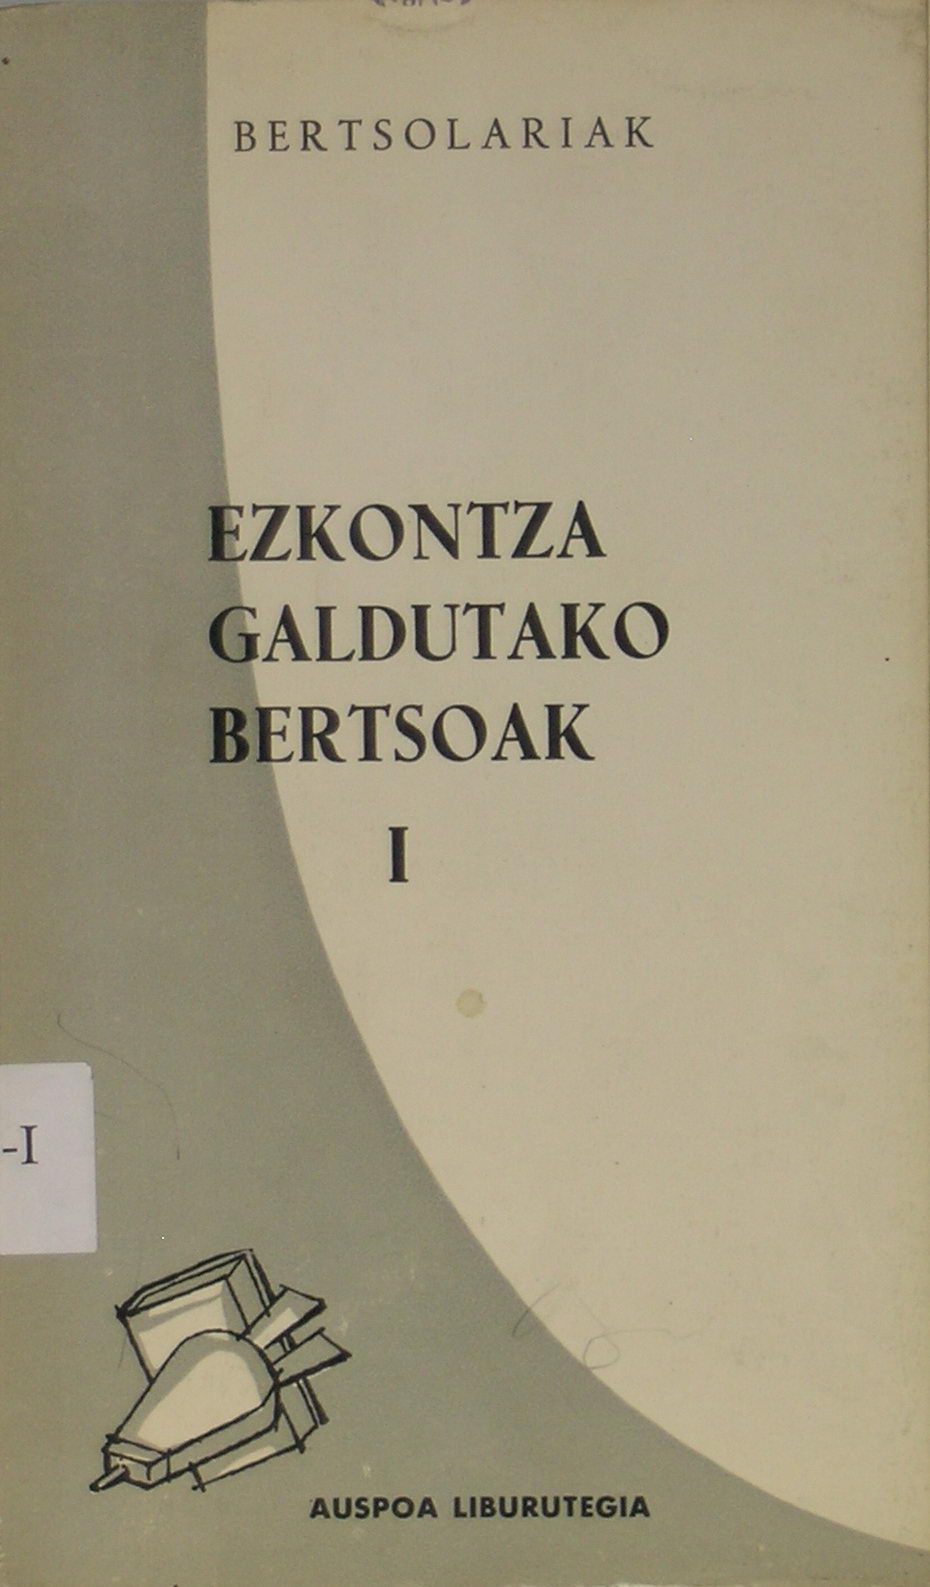 BERTSOLARIAK
EZKONTZA
GALDUTAKO
BERTSOAK
I
-I
AUSPOA LIBURUTEGIA